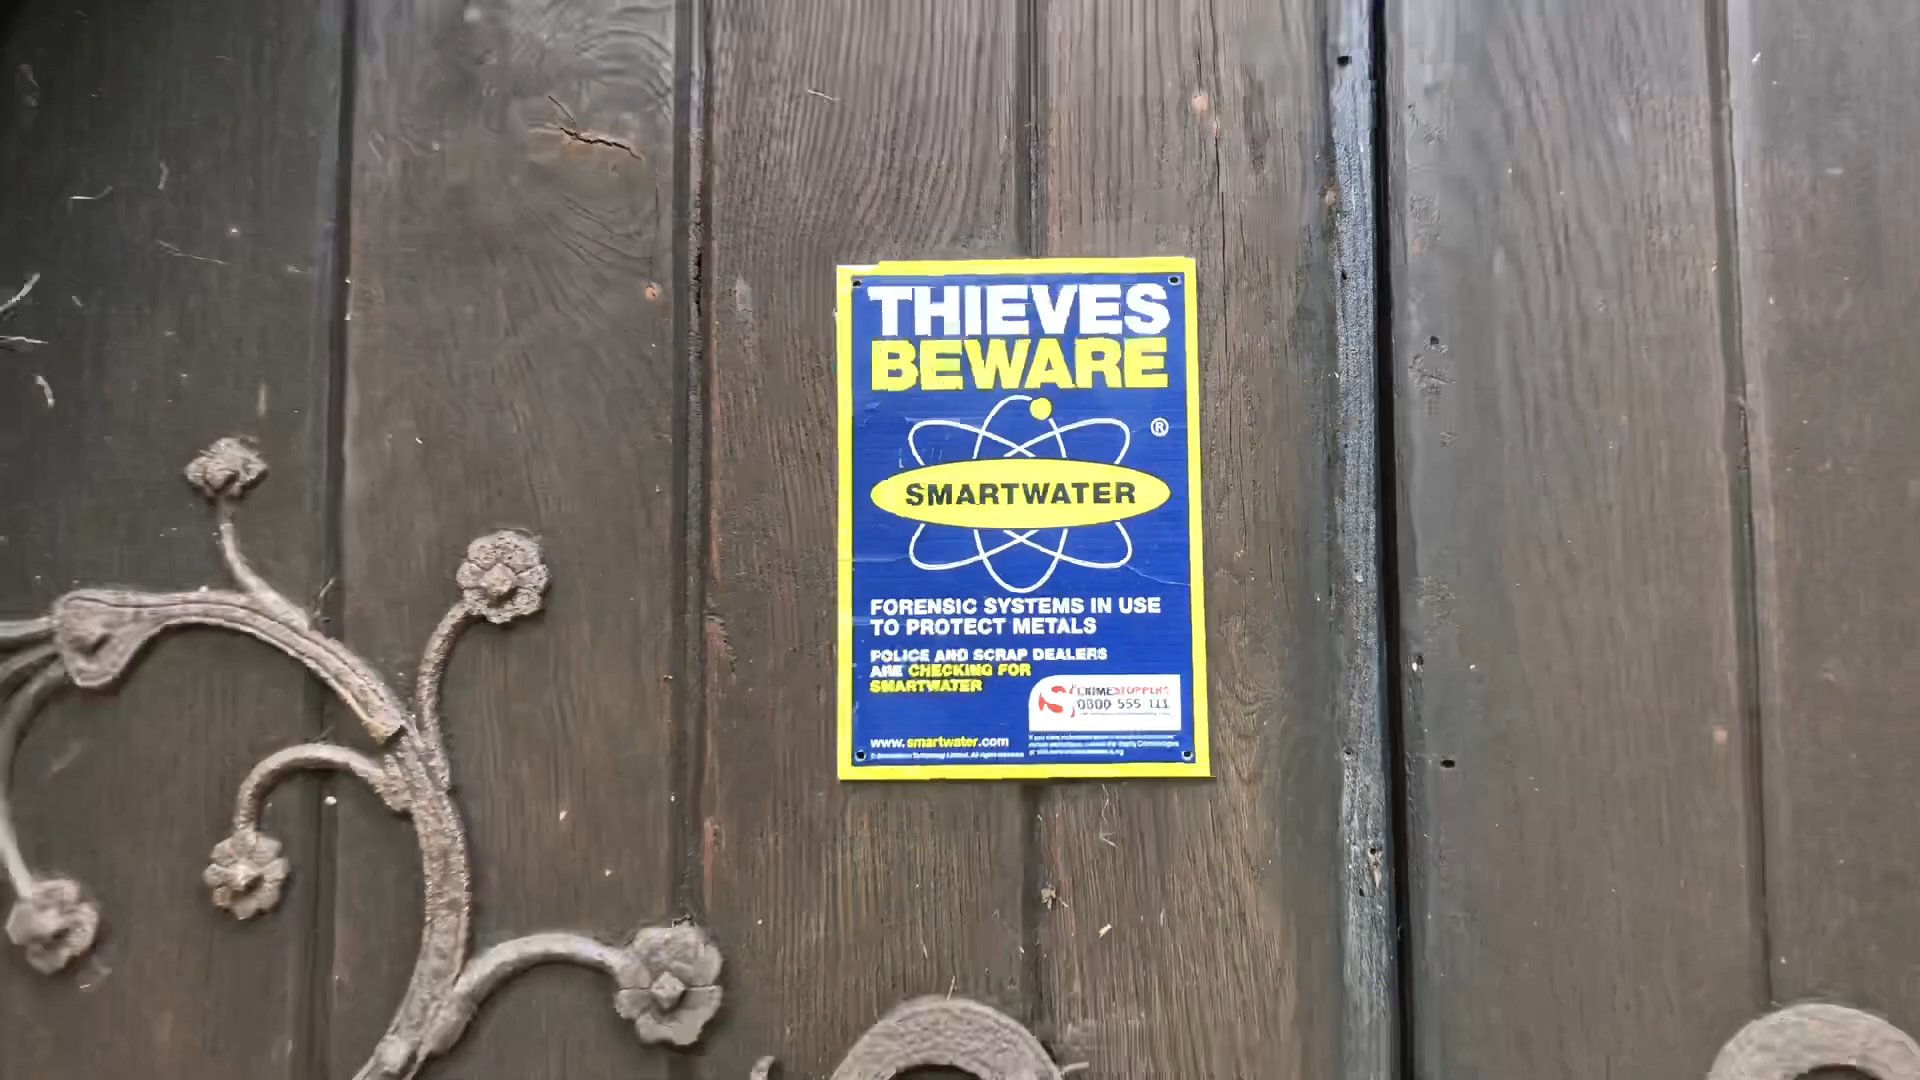 THIEVES
BEWARE
®
SMARTWATER
FORENSIC SYSTEMS IN USE
TO PROTECT METALS
POLICE AND SCRAP DEALERS
ARE CHECKING FOR
SMARTWATER
CRIMESTOPPERS
0800 555 111
www.smartwater.com